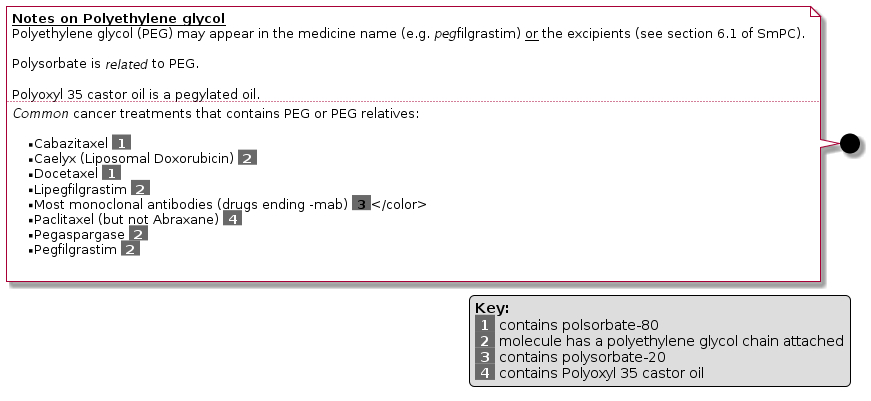 Notes on Polyethylene glycol
Polyethylene glycol (PEG) may appear in the medicine name (e.g. pegfilgrastim) or the excipients (see section 6.1 of SmPC).
Polysorbate is related to PEG.
Polyoxyl 35 castor oil is a pegylated oil.
Common cancer treatments that contains PEG or PEG relatives:
Cabazitaxel 1
Caelyx (Liposomal Doxorubicin) 2
Docetaxel 1
Lipegfilgrastim 2
Most monoclonal antibodies (drugs ending -mab) 3</color>
Paclitaxel (but not Abraxane) 4
Pegaspargase 2
Pegfilgrastim 2
Key:
1 contains polsorbate-80
2 molecule has a polyethylene glycol chain attached
3 contains polysorbate-20
4 contains Polyoxyl 35 castor oil